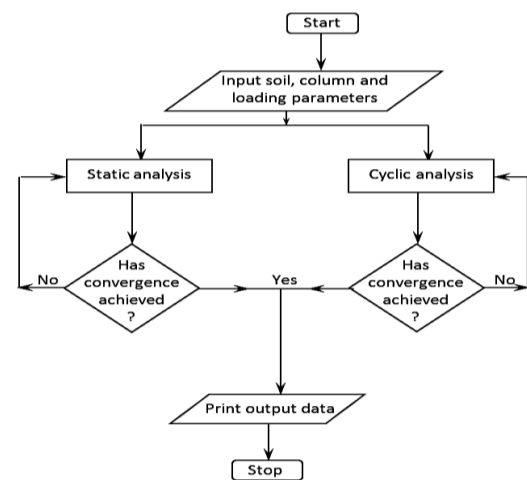 Start
Input soil, column and
loading parameters
Static analysis
Cyclic analysis
Has
convergence
achieved
?
No
Yes
Has
convergence
achieved
?
No
Print output data
Stop